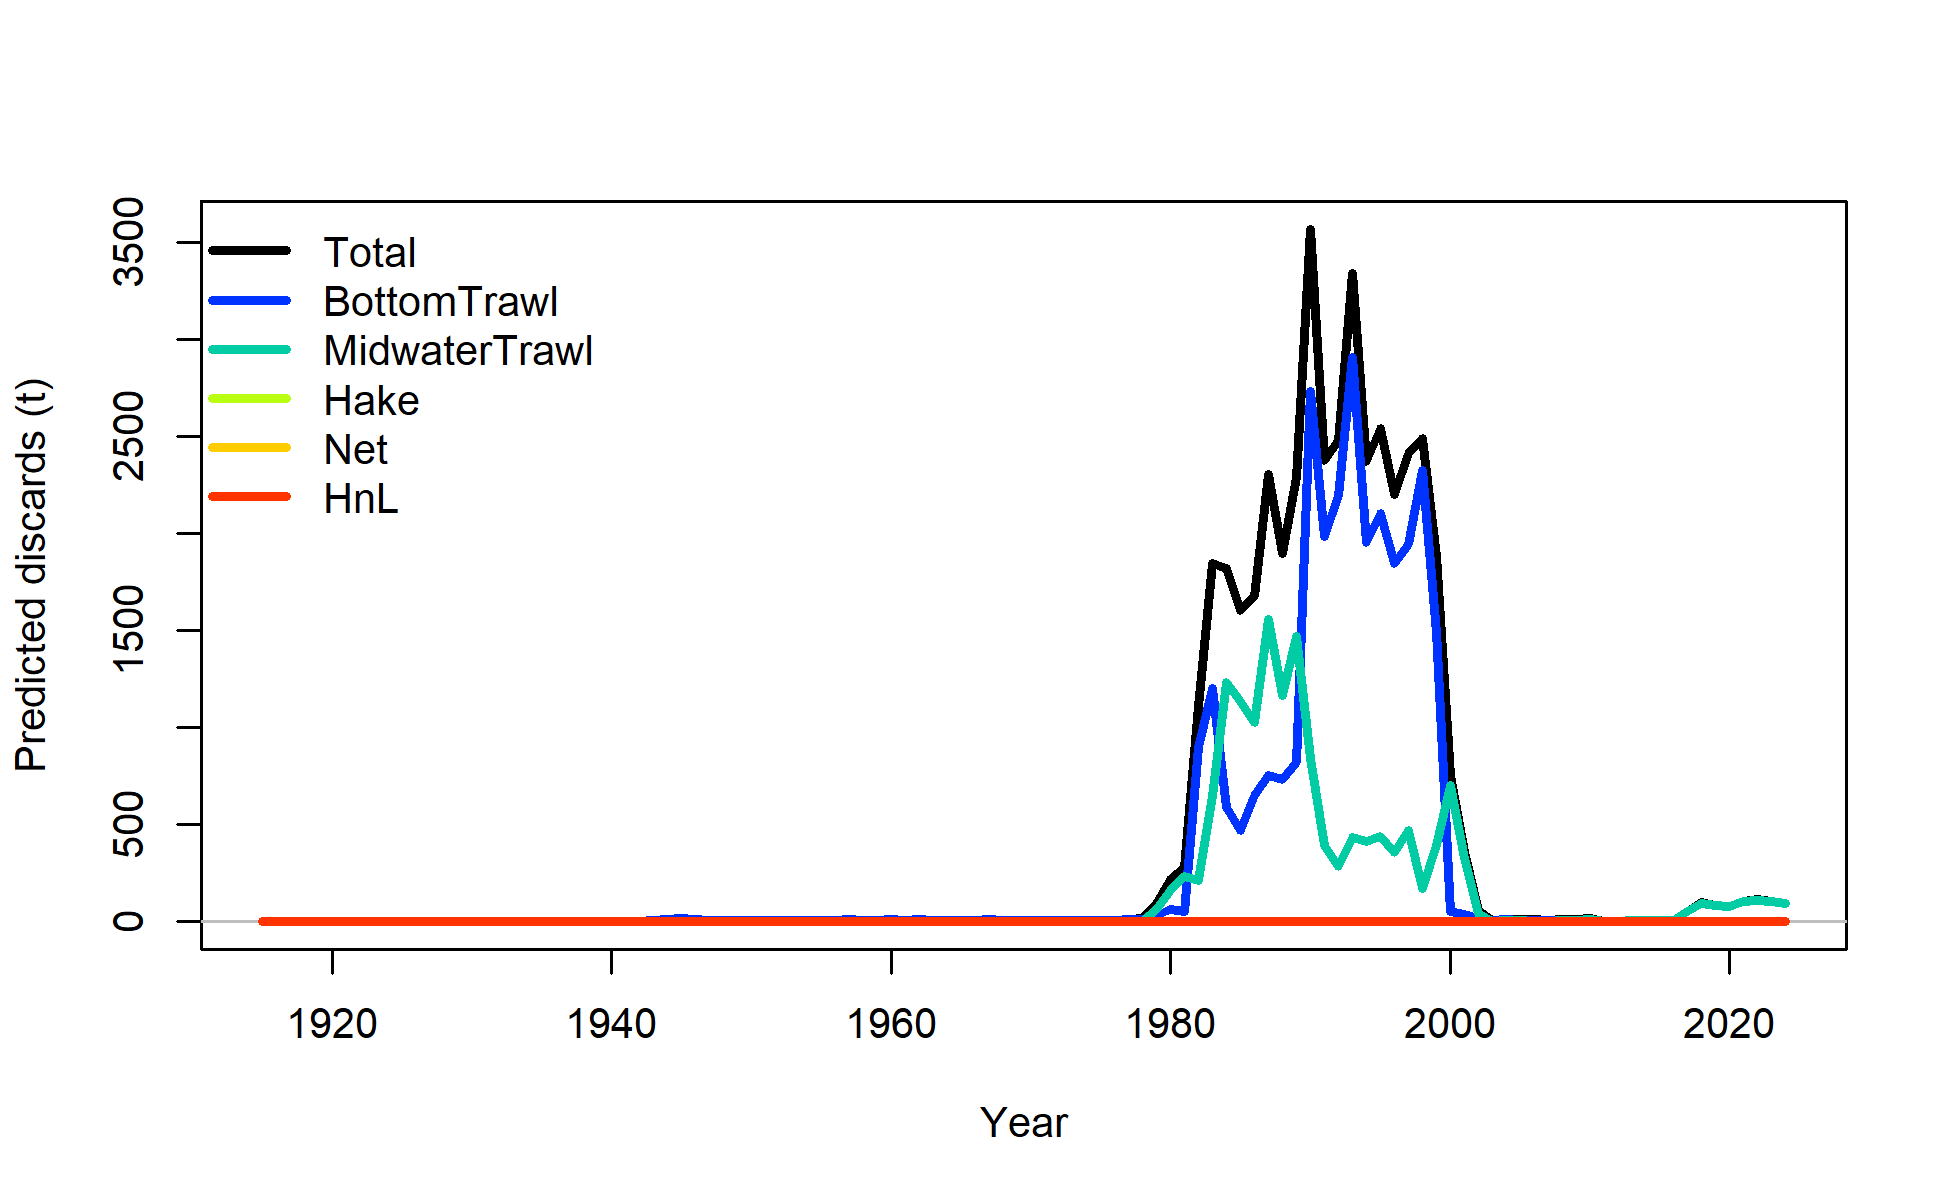 3500
2500
1500
500
0
Predicted discards (t)
Total
BottomTrawl
MidwaterTrawl
Hake
Net
HnL
1920 1940 1960 1980 2000 2020
Year